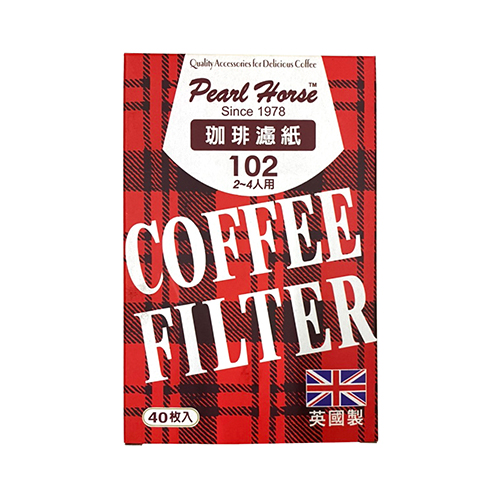 Quality Accessories for Delicious Coffee
Pearl Horse™
Since 1978
珈琲濾紙
102
2~4人用
COFFEE
FILTER
英國製
40枚入